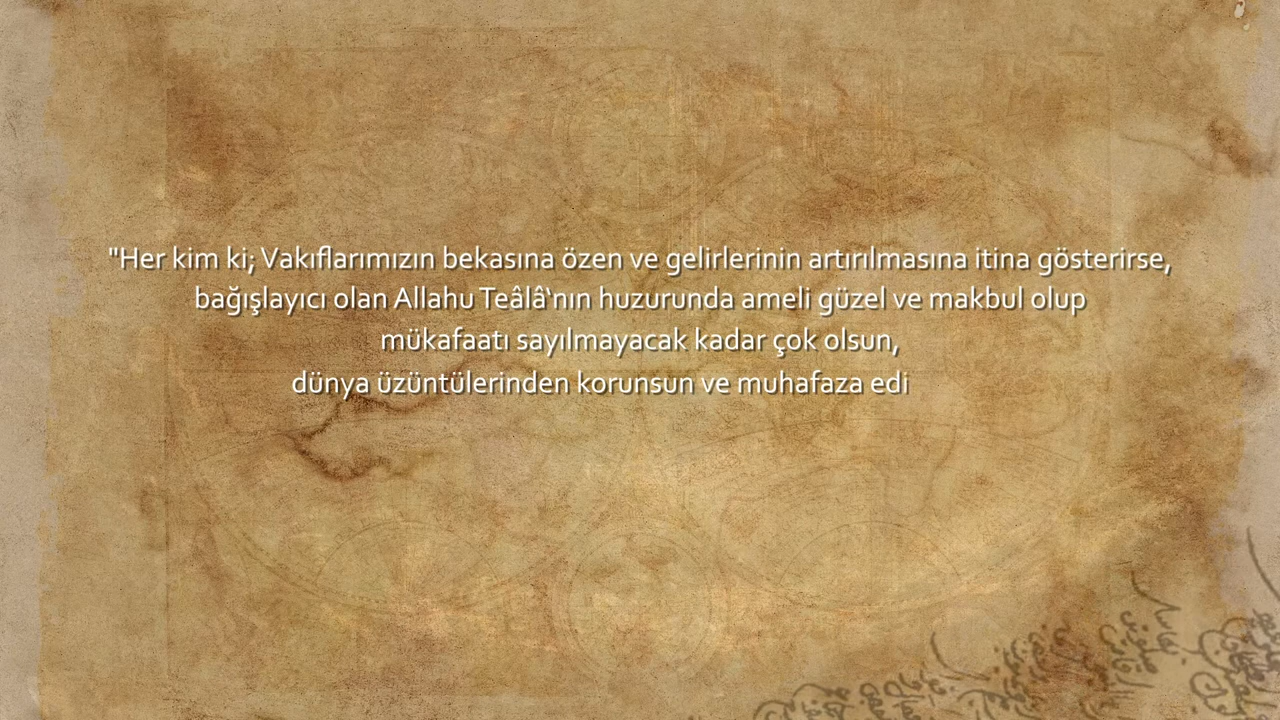 "Her kim ki; Vakıflarımızın bekasına özen ve gelirlerinin artırılmasına itina gösterirse,
bağışlayıcı olan Allahu Teâlâ'nın huzurunda ameli güzel ve makbul olup
mükafaatı sayılmayacak kadar çok olsun,
dünya üzüntülerinden korunsun ve muhafaza edi